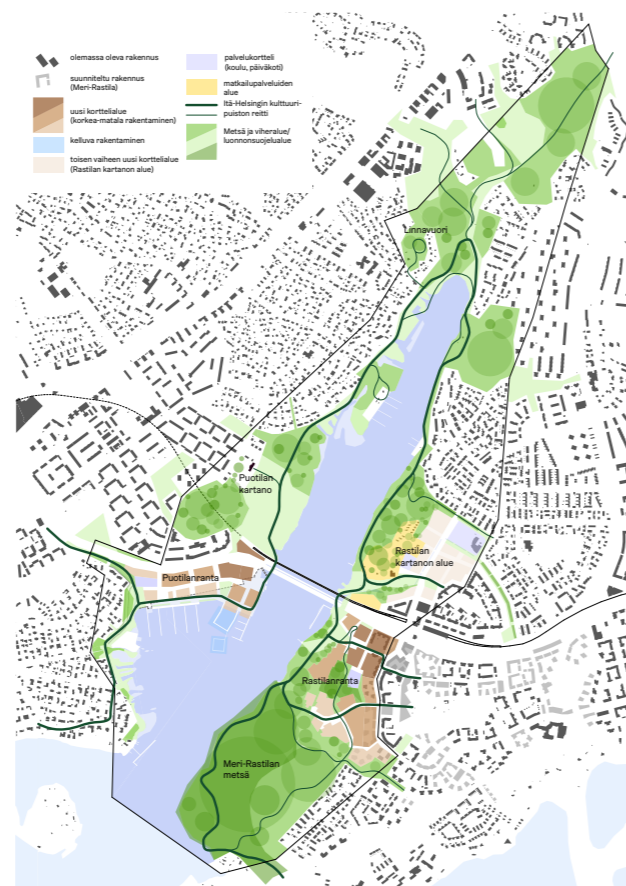 olemassa oleva rakennus
suunniteltu rakennus
(Meri-Rastila)
uusi korttelialue
(korkea-matala rakentaminen)
kelluva rakentaminen
toisen vaiheen uusi korttelialue
(Rastilan kartanon alue)
palvelukortteli
(koulu, päiväkoti)
matkailupalveluiden
alue
Itä-Helsingin kulttuuri-
puiston reitti
Metsä ja viheralue/
luonnonsuojelualue
Linnavuori
Puotilan
kartano
Rastilan
kartanon alue
Puotilanranta
Rastilanranta
Meri-Rastilan
metsä